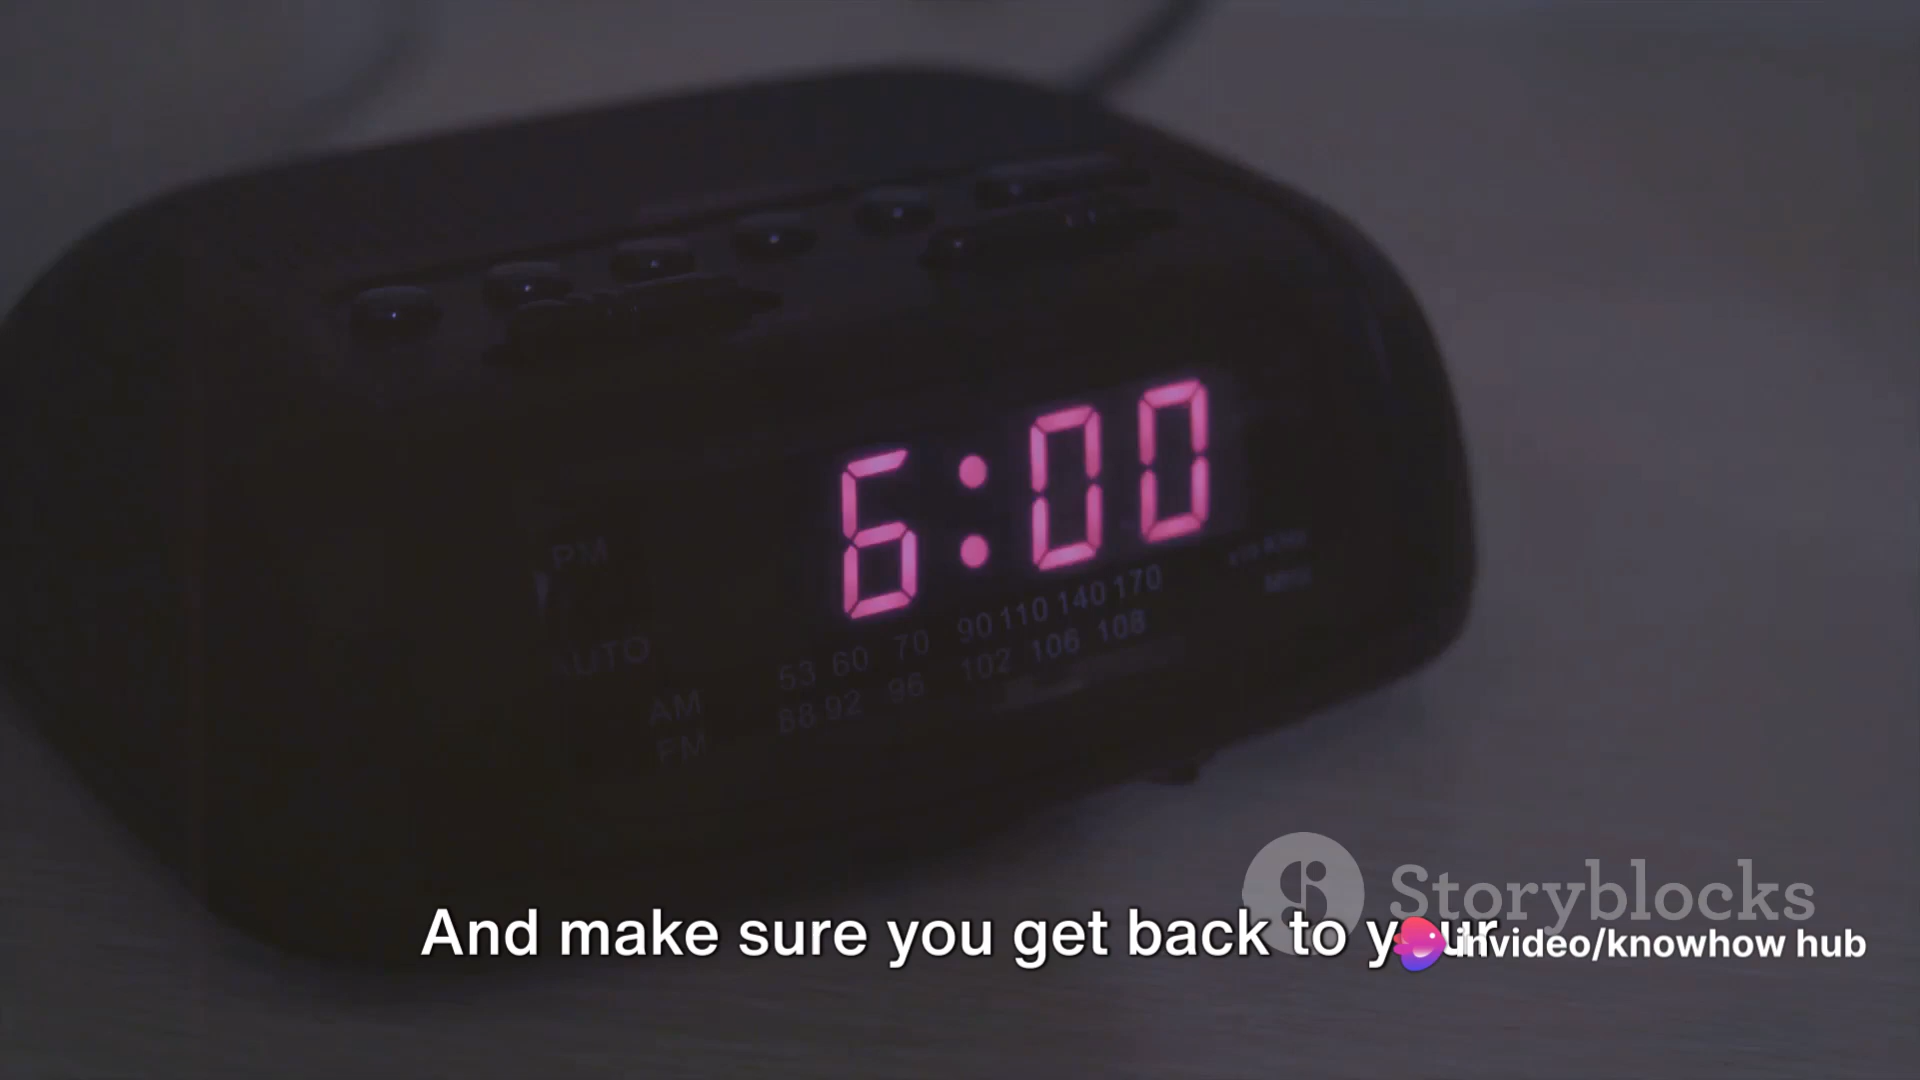 6:00
PM
AUTO
AM
53 60 70 90 110 140 170
FM
88 92 96 102 106 108
And make sure you get back to your
Storyblocks
invideo/knowhow hub